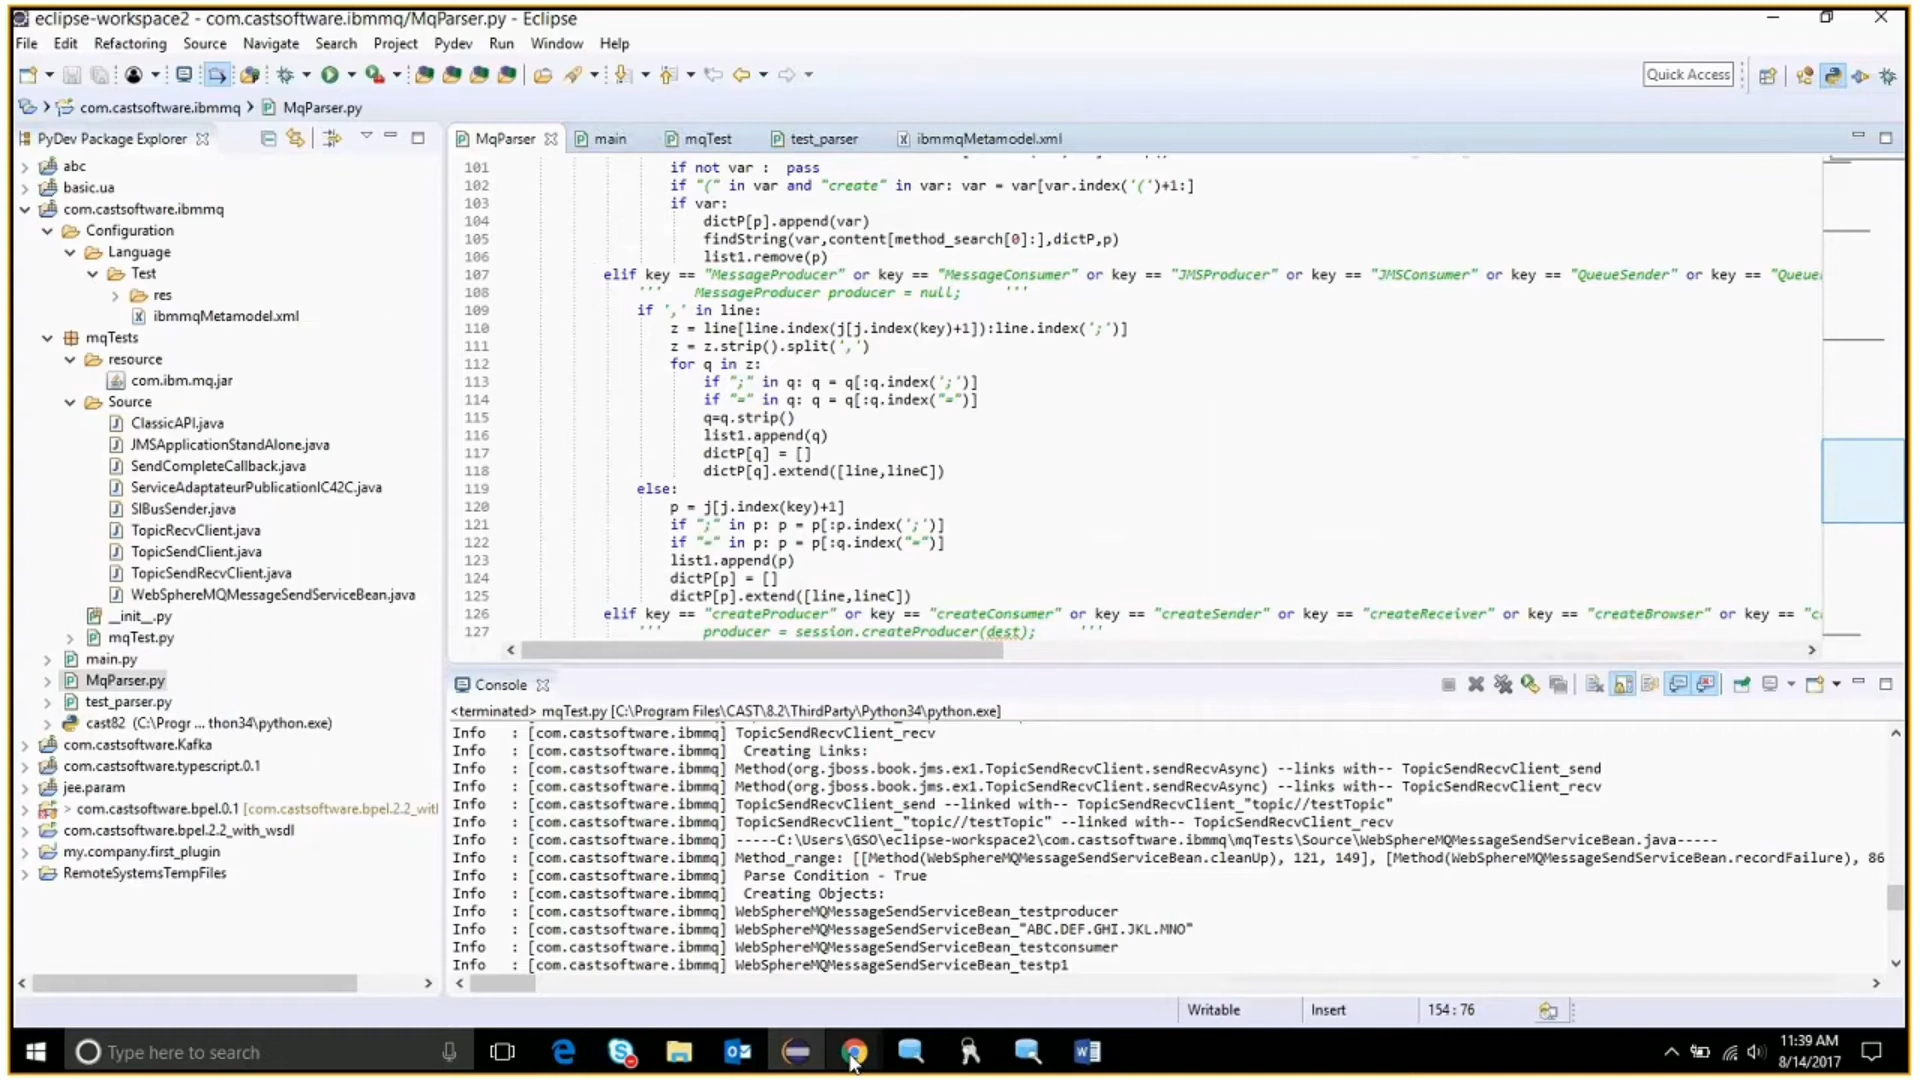 eclipse-workspace2 - com.castsoftware.ibmmq/MqParser.py - Eclipse
File Edit Refactoring Source Navigate Search Project Pydev Run Window Help
Quick Access
com.castsoftware.ibmmq MqParser.py
PyDev Package Explorer
abc
basic.ua
com.castsoftware.ibmmq
Configuration
Language
Test
res
ibmmqMetamodel.xml
mqTests
resource
com.ibm.mq.jar
Source
ClassicAPI.java
JMSApplicationStandAlone.java
SendCompleteCallback.java
ServiceAdaptateurPublicationIC42C.java
SIBusSender.java
TopicRecvClient.java
TopicSendClient.java
TopicSendRecvClient.java
WebSphereMQMessageSendServiceBean.java
__init__.py
mqTest.py
main.py
MqParser.py
test_parser.py
cast82 (C:\Progr ... thon34\python.exe)
com.castsoftware.Kafka
com.castsoftware.typescript.0.1
jee.param
> com.castsoftware.bpel.0.1 [com.castsoftware.bpel.2.2_witl
com.castsoftware.bpel.2.2_with_wsdl
my.company.first_plugin
RemoteSystemsTempFiles
MqParser main mqTest test_parser ibmmqMetamodel.xml
101 if not var : pass
102 if "(" in var and "create" in var: var = var[var.index('(')+1:]
103 if var:
104 dictP[p].append(var)
105 findString(var,content[method_search[0]:],dictP,p)
106 list1.remove(p)
107 elif key == "MessageProducer" or key == "MessageConsumer" or key == "JMSProducer" or key == "JMSConsumer" or key == "QueueSender" or key == "Queue
108 ''' MessageProducer producer = null; '''
109 if ',' in line:
110 z = line[line.index(j[j.index(key)+1]):line.index(';')]
111 z = z.strip().split(',')
112 for q in z:
113 if ";" in q: q = q[:q.index(';')]
114 if "=" in q: q = q[:q.index("=")]
115 q=q.strip()
116 list1.append(q)
117 dictP[q] = []
118 dictP[q].extend([line,lineC])
119 else:
120 p = j[j.index(key)+1]
121 if ";" in p: p = p[:p.index(';')]
122 if "=" in p: p = p[:q.index("=")]
123 list1.append(p)
124 dictP[p] = []
125 dictP[p].extend([line,lineC])
126 elif key == "createProducer" or key == "createConsumer" or key == "createSender" or key == "createReceiver" or key == "createBrowser" or key == "c
127 ''' producer = session.createProducer(dest); '''
Console
<terminated> mqTest.py [C:\Program Files\CAST\8.2\ThirdParty\Python34\python.exe]
Info : [com.castsoftware.ibmmq] TopicSendRecvClient_recv
Info : [com.castsoftware.ibmmq] Creating Links:
Info : [com.castsoftware.ibmmq] Method(org.jboss.book.jms.ex1.TopicSendRecvClient.sendRecvAsync) --links with-- TopicSendRecvClient_send
Info : [com.castsoftware.ibmmq] Method(org.jboss.book.jms.ex1.TopicSendRecvClient.sendRecvAsync) --links with-- TopicSendRecvClient_recv
Info : [com.castsoftware.ibmmq] TopicSendRecvClient_send --linked with-- TopicSendRecvClient_"topic//testTopic"
Info : [com.castsoftware.ibmmq] TopicSendRecvClient_"topic//testTopic" --linked with-- TopicSendRecvClient_recv
Info : [com.castsoftware.ibmmq] -----C:\Users\GSO\eclipse-workspace2\com.castsoftware.ibmmq\mqTests\Source\WebSphereMQMessageSendServiceBean.java-----
Info : [com.castsoftware.ibmmq] Method_range: [[Method(WebSphereMQMessageSendServiceBean.cleanUp), 121, 149], [Method(WebSphereMQMessageSendServiceBean.recordFailure), 86
Info : [com.castsoftware.ibmmq] Parse Condition - True
Info : [com.castsoftware.ibmmq] Creating Objects:
Info : [com.castsoftware.ibmmq] WebSphereMQMessageSendServiceBean_testproducer
Info : [com.castsoftware.ibmmq] WebSphereMQMessageSendServiceBean_"ABC.DEF.GHI.JKL.MNO"
Info : [com.castsoftware.ibmmq] WebSphereMQMessageSendServiceBean_testconsumer
Info : [com.castsoftware.ibmmq] WebSphereMQMessageSendServiceBean_testp1
Writable Insert 154 : 76
Type here to search
11:39 AM
8/14/2017